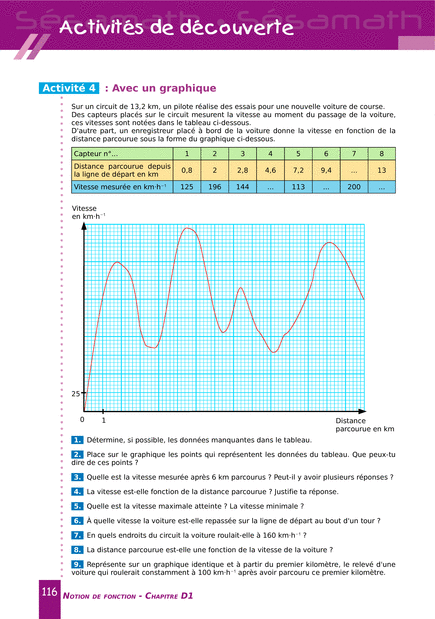 Sésamath Sésamath Sésamath
Activités de découverte
Activité 4 : Avec un graphique
Sur un circuit de 13,2 km, un pilote réalise des essais pour une nouvelle voiture de course.
Des capteurs placés sur le circuit mesurent la vitesse au moment du passage de la voiture,
ces vitesses sont notées dans le tableau ci-dessous.
D'autre part, un enregistreur placé à bord de la voiture donne la vitesse en fonction de la
distance parcourue sous la forme du graphique ci-dessous.
Capteur n°... 1 2 3 4 5 6 7 8
Distance parcourue depuis
la ligne de départ en km 0,8 2 2,8 4,6 7,2 9,4 ... 13
Vitesse mesurée en km·h⁻¹ 125 196 144 ... 113 ... 200 ...
Vitesse
en km·h⁻¹
25
0 1
Distance
parcourue en km
1. Détermine, si possible, les données manquantes dans le tableau.
2. Place sur le graphique les points qui représentent les données du tableau. Que peux-tu
dire de ces points ?
3. Quelle est la vitesse mesurée après 6 km parcourus ? Peut-il y avoir plusieurs réponses ?
4. La vitesse est-elle fonction de la distance parcourue ? Justifie ta réponse.
5. Quelle est la vitesse maximale atteinte ? La vitesse minimale ?
6. À quelle vitesse la voiture est-elle repassée sur la ligne de départ au bout d'un tour ?
7. En quels endroits du circuit la voiture roulait-elle à 160 km·h⁻¹ ?
8. La distance parcourue est-elle une fonction de la vitesse de la voiture ?
9. Représente sur un graphique identique et à partir du premier kilomètre, le relevé d'une
voiture qui roulerait constamment à 100 km·h⁻¹ après avoir parcouru ce premier kilomètre.
116 NOTION DE FONCTION - CHAPITRE D1